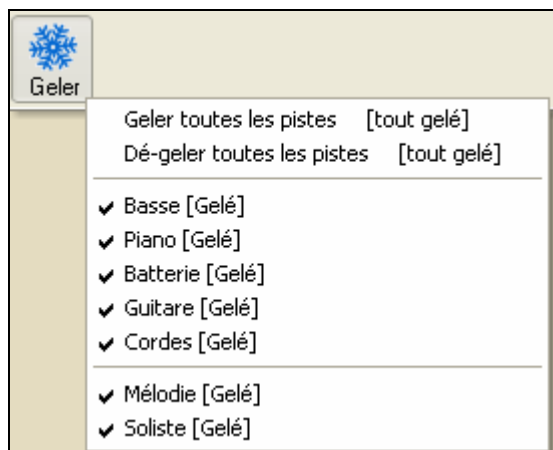 Geler
Geler toutes les pistes [tout gelé]
Dé-geler toutes les pistes [tout gelé]
Basse [Gelé]
Piano [Gelé]
Batterie [Gelé]
Guitare [Gelé]
Cordes [Gelé]
Mélodie [Gelé]
Soliste [Gelé]